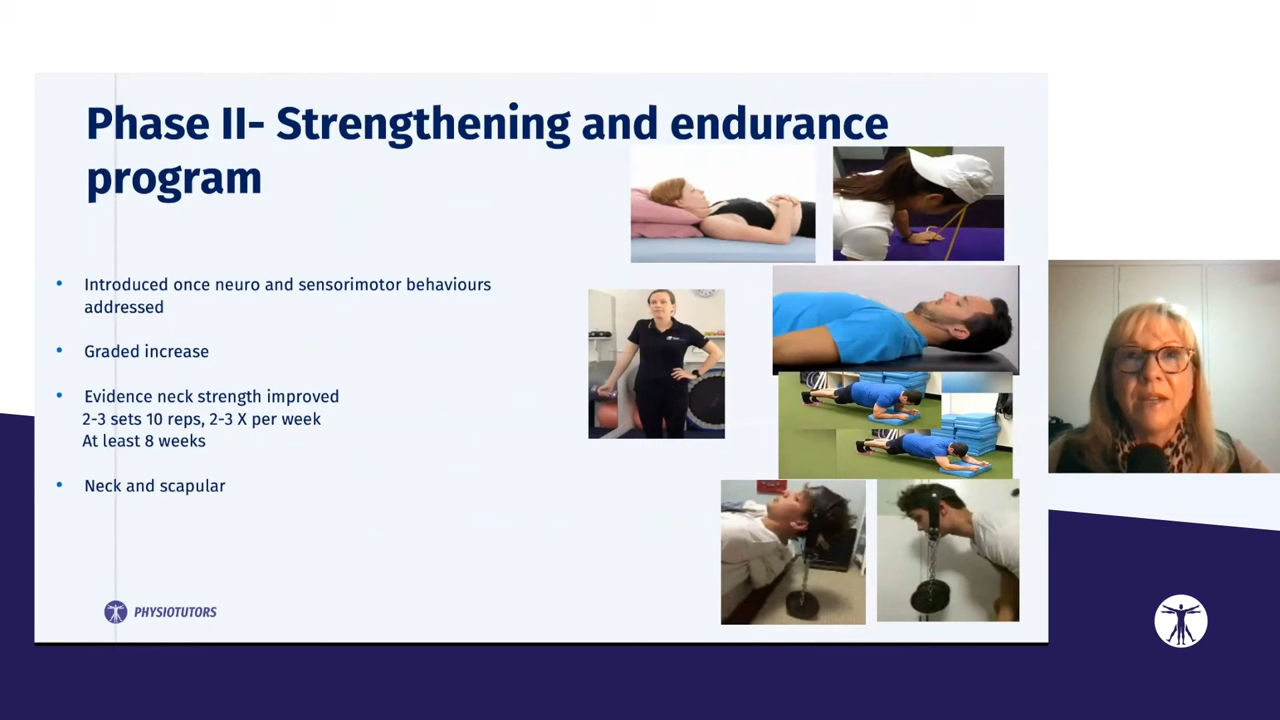 Phase II- Strengthening and endurance
program
• Introduced once neuro and sensorimotor behaviours
addressed
• Graded increase
• Evidence neck strength improved
2-3 sets 10 reps, 2-3 X per week
At least 8 weeks
• Neck and scapular
PHYSIOTUTORS